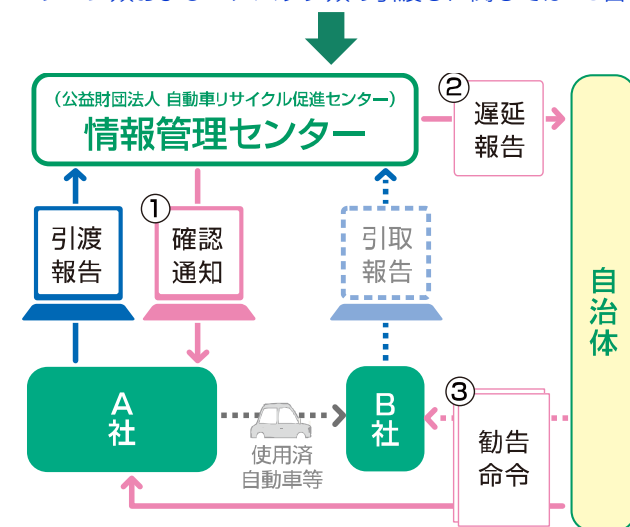 (公益財団法人 自動車リサイクル促進センター)
情報管理センター
②
遅延
報告
引渡
報告
①
確認
通知
引取
報告
自治体
A
社
使用済
自動車等
B
社
③
勧告
命令